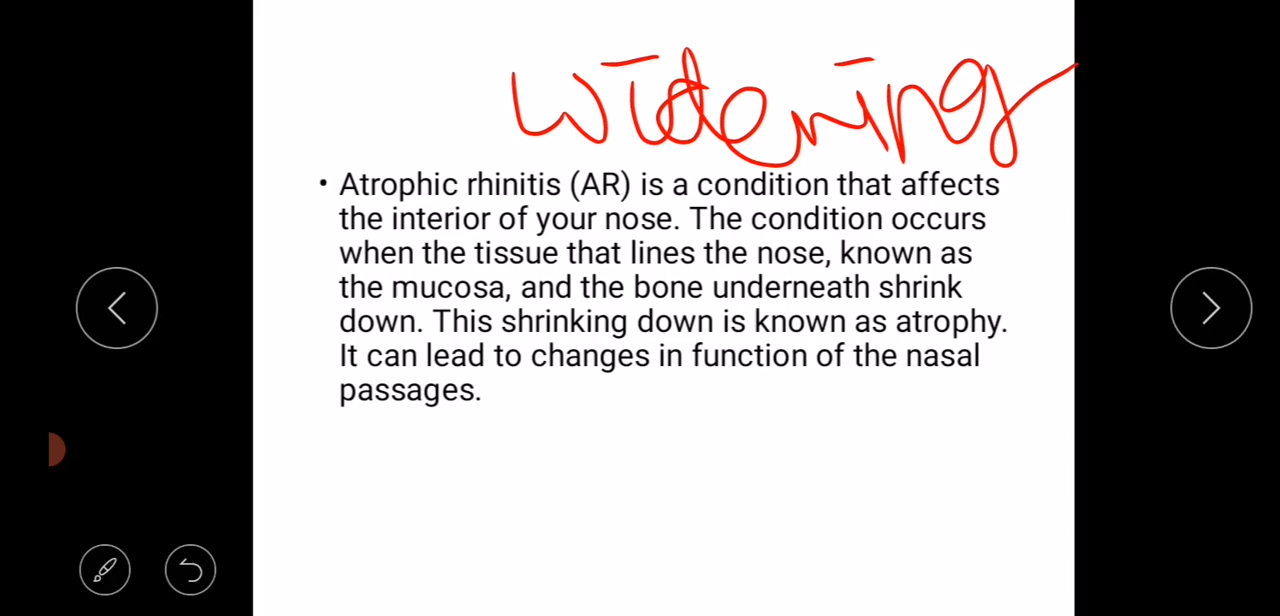 widening
• Atrophic rhinitis (AR) is a condition that affects
the interior of your nose. The condition occurs
when the tissue that lines the nose, known as
the mucosa, and the bone underneath shrink
down. This shrinking down is known as atrophy.
It can lead to changes in function of the nasal
passages.